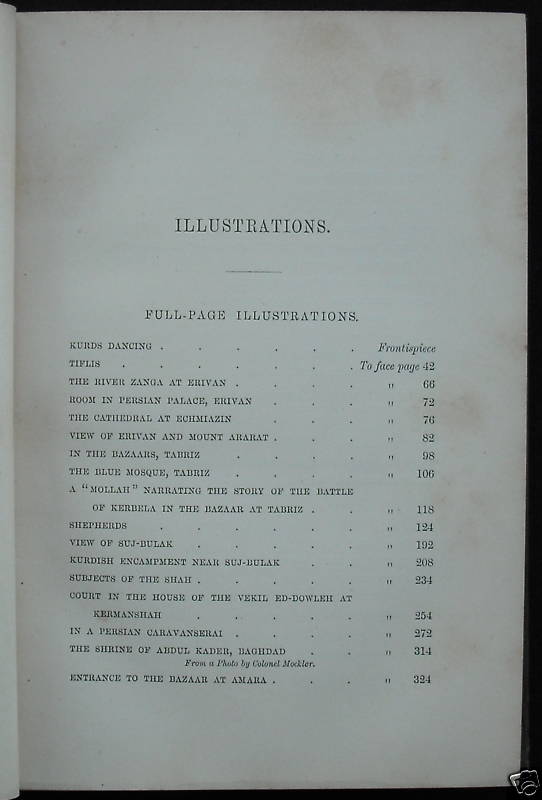 ILLUSTRATIONS.
FULL-PAGE ILLUSTRATIONS.
KURDS DANCING . . . . . . Frontispiece
TIFLIS . . . . . . . To face page 42
THE RIVER ZANGA AT ERIVAN . . . . " 66
ROOM IN PERSIAN PALACE, ERIVAN . . . " 72
THE CATHEDRAL AT ECHMIAZIN . . . " 76
VIEW OF ERIVAN AND MOUNT ARARAT . . . " 82
IN THE BAZAARS, TABRIZ . . . . " 98
THE BLUE MOSQUE, TABRIZ . . . . " 106
A "MOLLAH" NARRATING THE STORY OF THE BATTLE
OF KERBELA IN THE BAZAAR AT TABRIZ . . " 118
SHEPHERDS . . . . . . " 124
VIEW OF SUJ-BULAK . . . . . " 192
KURDISH ENCAMPMENT NEAR SUJ-BULAK . . " 208
SUBJECTS OF THE SHAH . . . . . " 234
COURT IN THE HOUSE OF THE VEKIL ED-DOWLEH AT
KERMANSHAH . . . . . " 254
IN A PERSIAN CARAVANSERAI . . . . " 272
THE SHRINE OF ABDUL KADER, BAGHDAD . . " 314
From a Photo by Colonel Mockler.
ENTRANCE TO THE BAZAAR AT AMARA . . . " 324